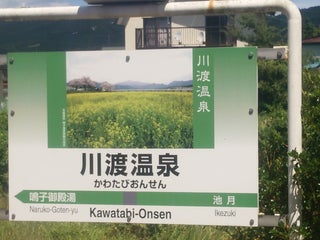 川渡温泉
川渡温泉
かわたびおんせん
鳴子御殿湯
Naruko-Goten-yu
Kawatabi-Onsen
池月
Ikezuki